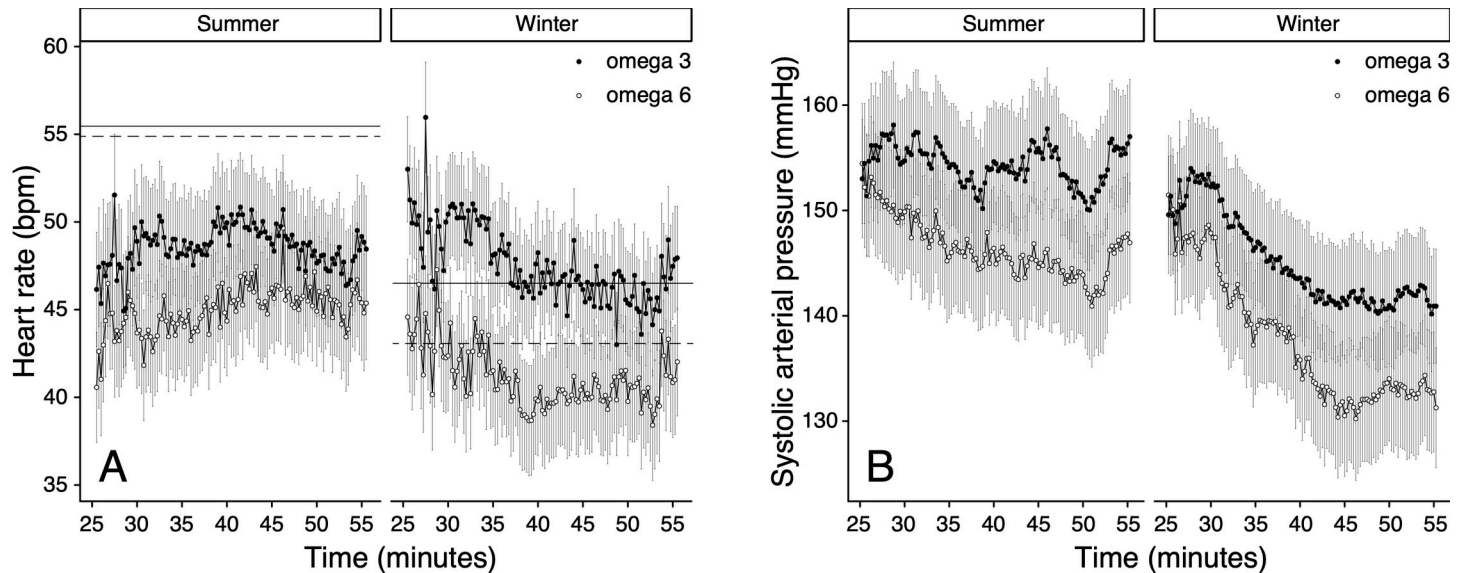 Summer
Winter
omega 3
omega 6
60
55
50
45
40
35
Heart rate (bpm)
A
25 30 35 40 45 50 55
25 30 35 40 45 50 55
Time (minutes)
Summer
Winter
omega 3
omega 6
160
150
140
130
Systolic arterial pressure (mmHg)
B
25 30 35 40 45 50 55
25 30 35 40 45 50 55
Time (minutes)